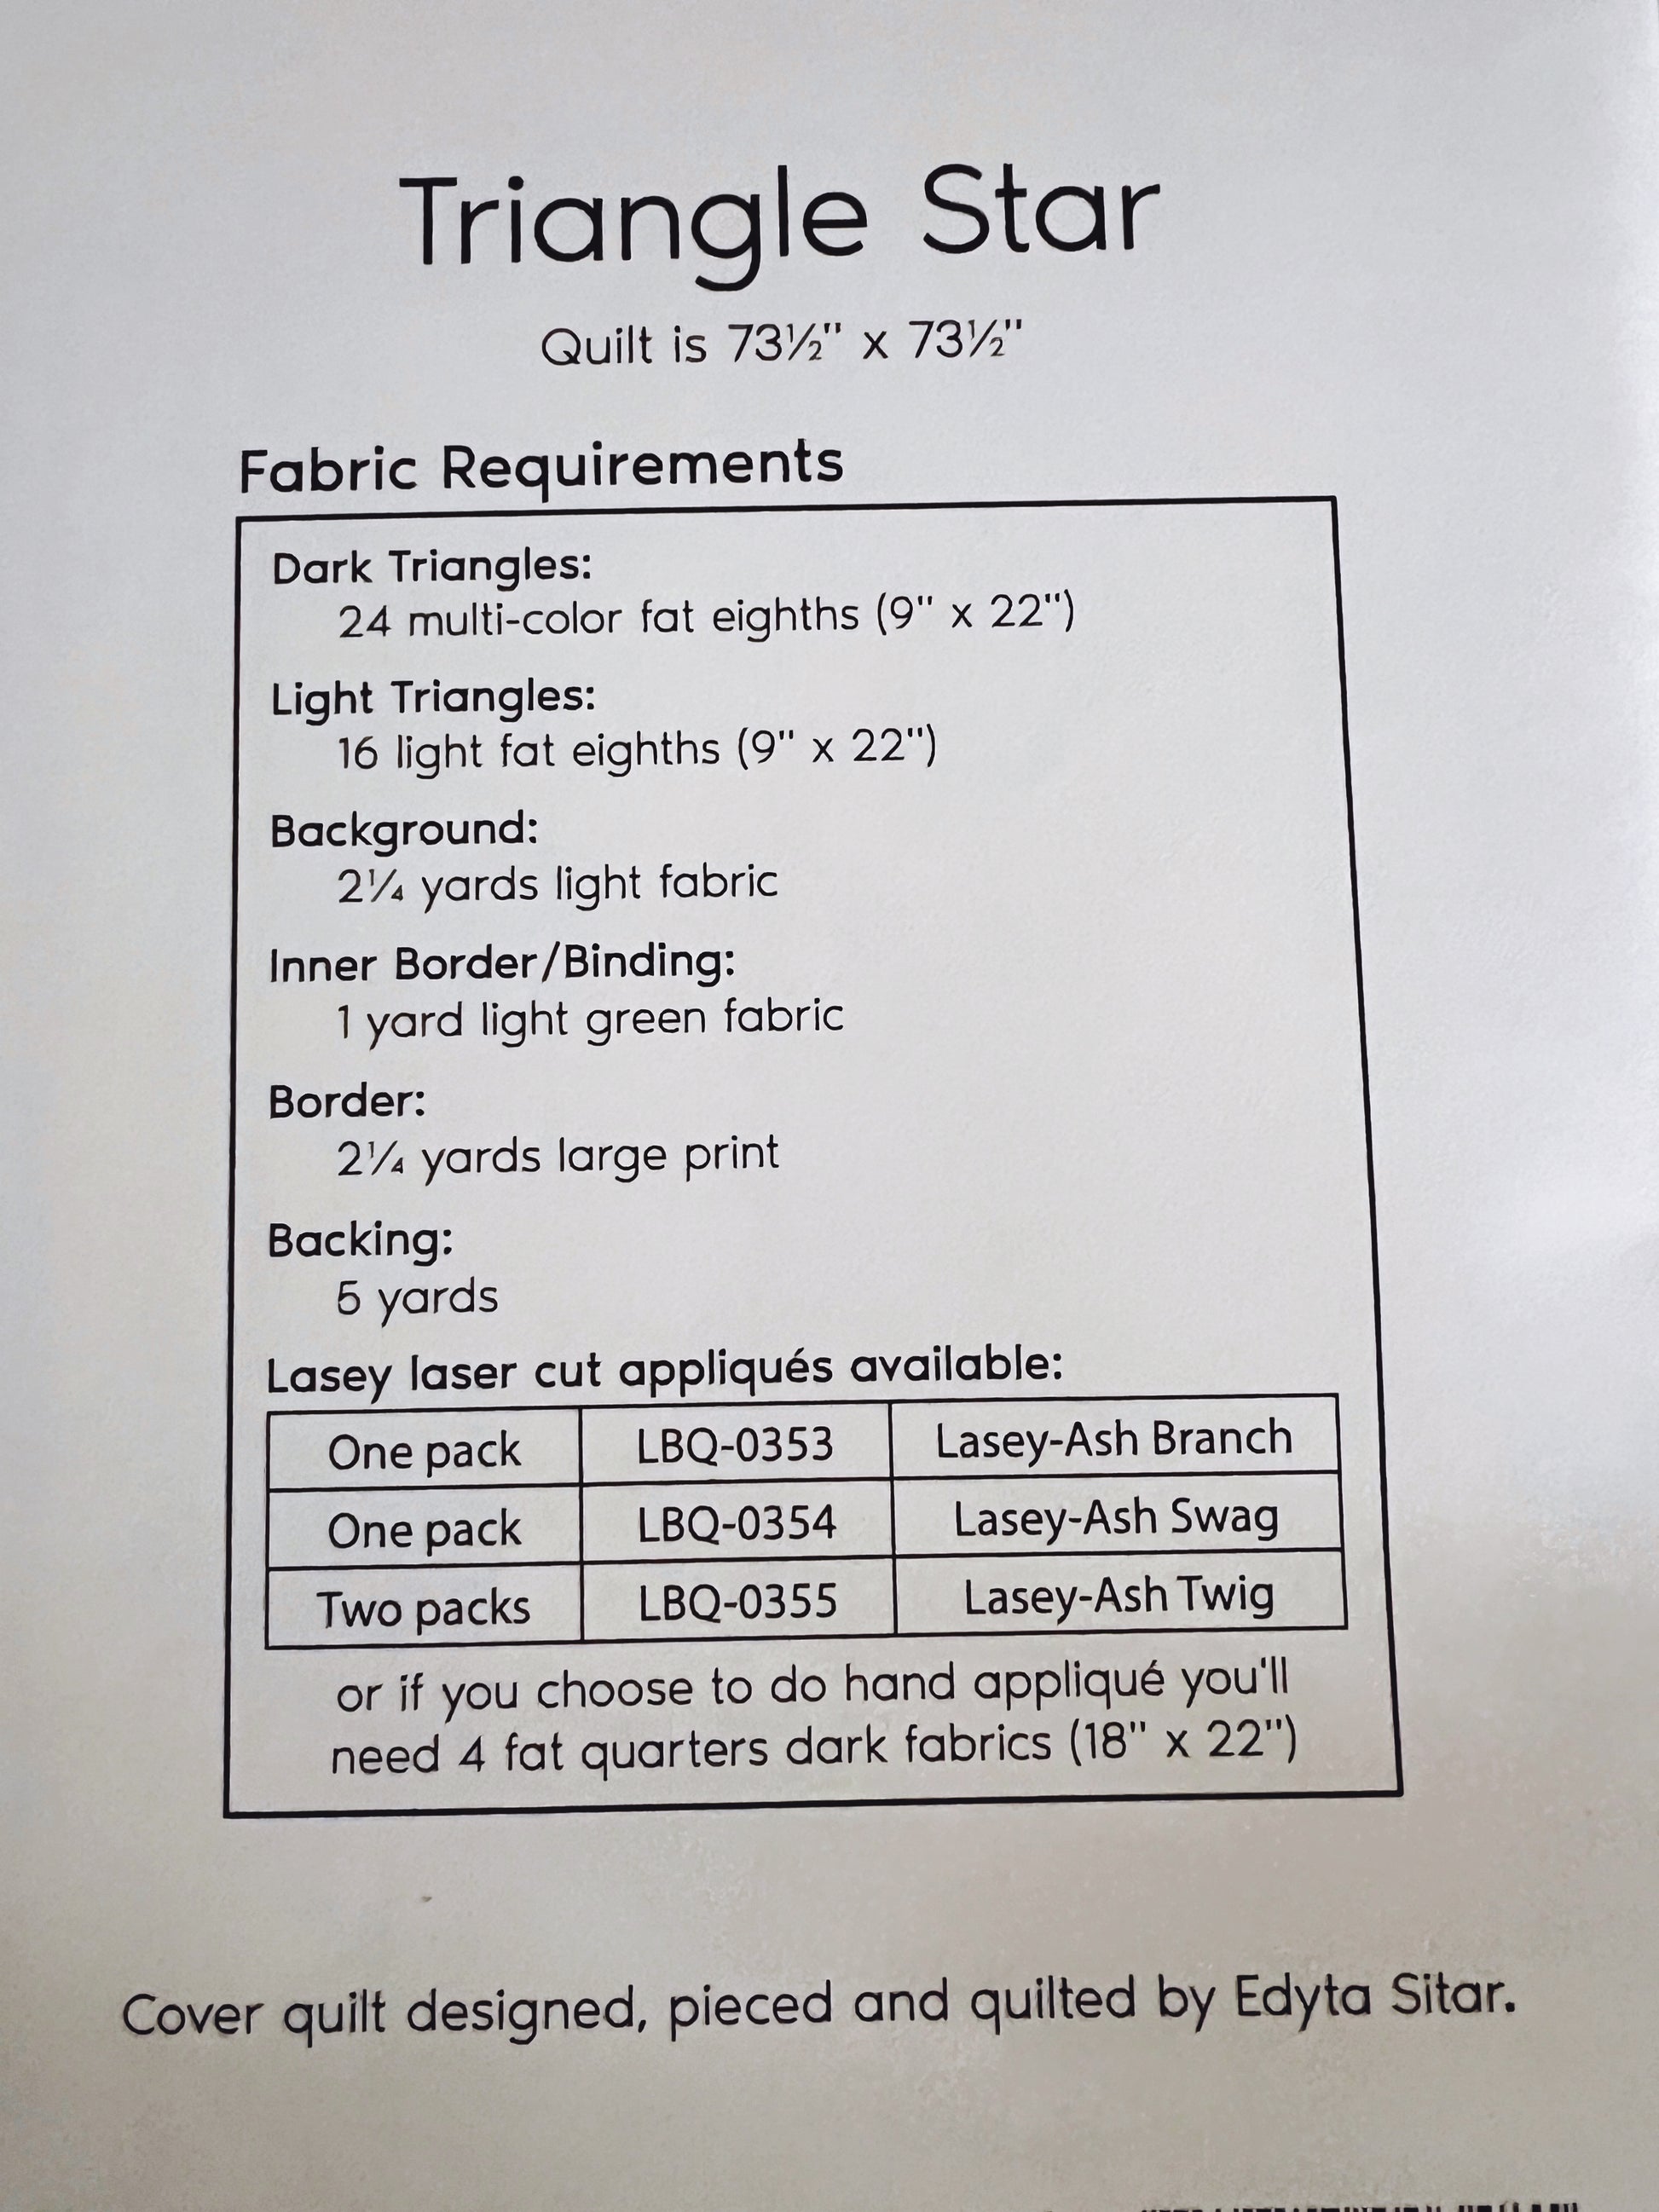 Triangle Star
Quilt is 73½" x 73½"
Fabric Requirements
Dark Triangles:
24 multi-color fat eighths (9" x 22")
Light Triangles:
16 light fat eighths (9" x 22")
Background:
2¼ yards light fabric
Inner Border/Binding:
1 yard light green fabric
Border:
2¼ yards large print
Backing:
5 yards
Lasey laser cut appliqués available:
One pack LBQ-0353 Lasey-Ash Branch
One pack LBQ-0354 Lasey-Ash Swag
Two packs LBQ-0355 Lasey-Ash Twig
or if you choose to do hand appliqué you'll
need 4 fat quarters dark fabrics (18" x 22")
Cover quilt designed, pieced and quilted by Edyta Sitar.